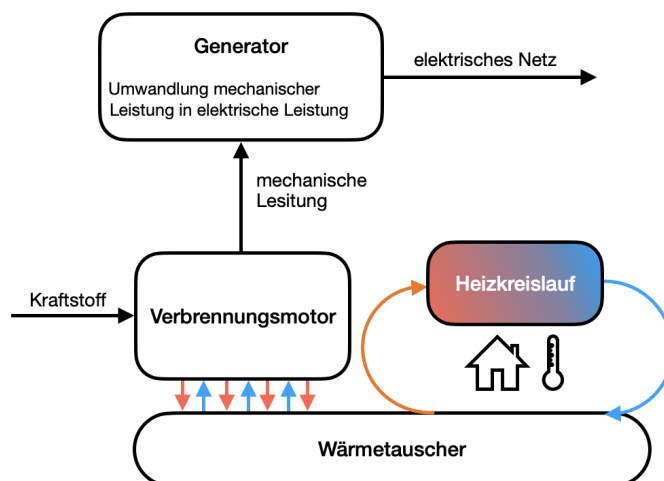 Generator
Umwandlung mechanischer
Leistung in elektrische Leistung
elektrisches Netz
mechanische
Lesitung
Kraftstoff
Verbrennungsmotor
Heizkreislauf
Wärmetauscher